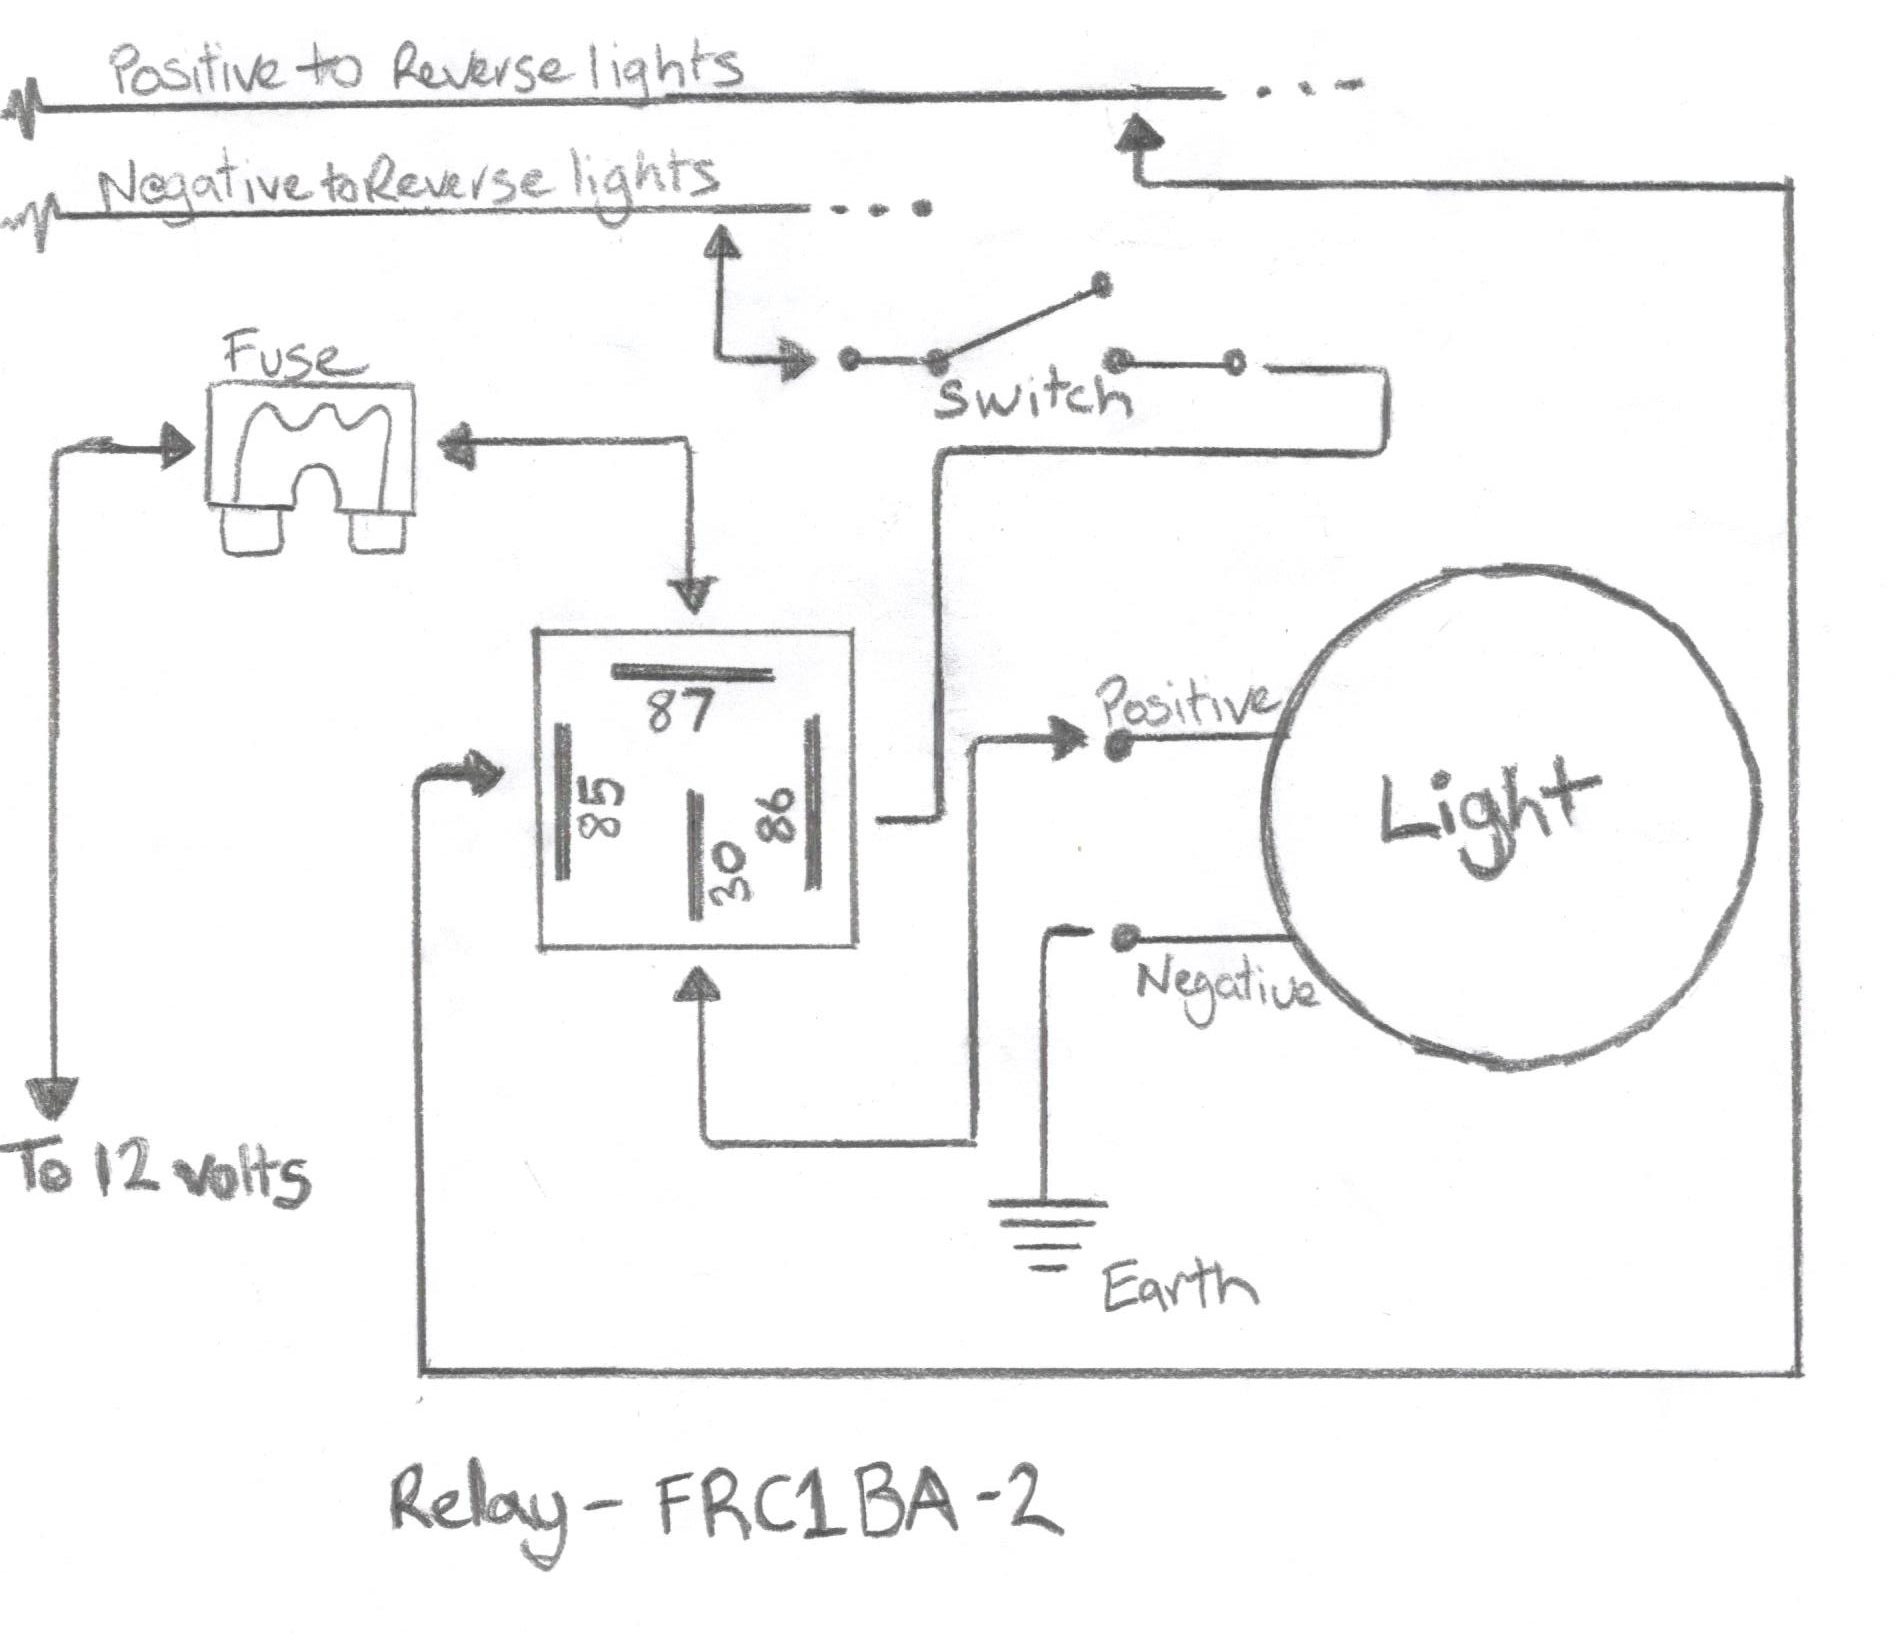 Positive to Reverse lights
Negative to Reverse lights
Fuse
Switch
87
85
30
86
Positive
Light
Negative
To 12 volts
Earth
Relay - FRC1BA-2